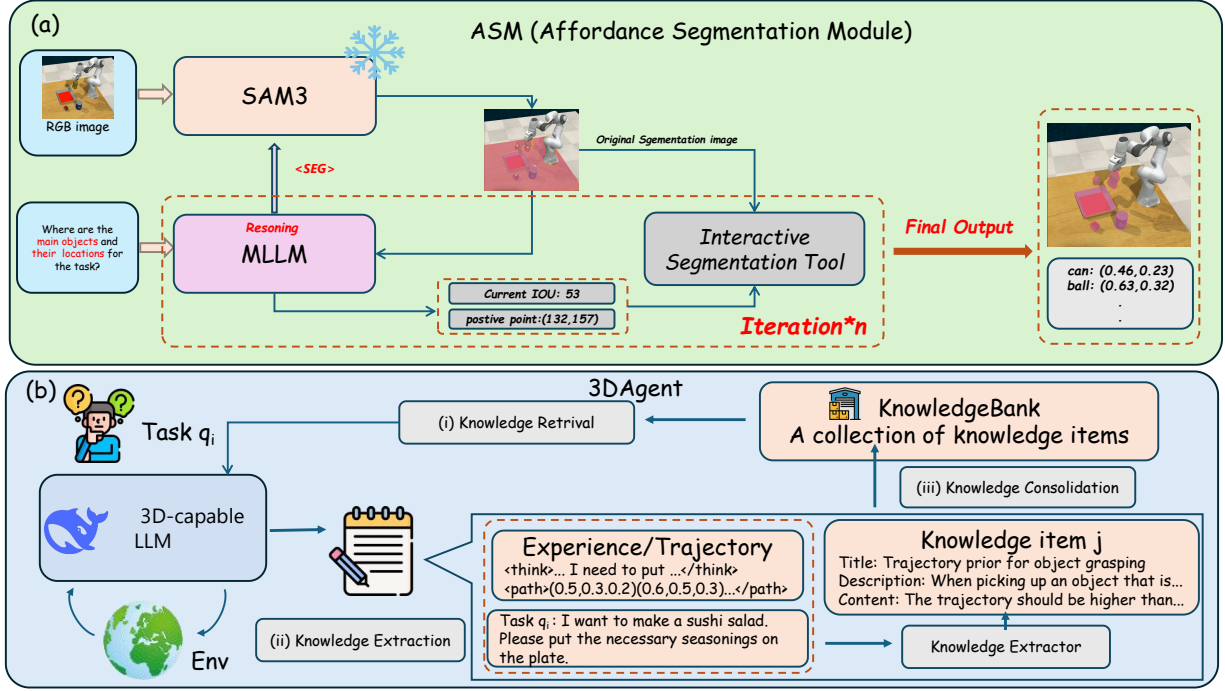 (a)
ASM (Affordance Segmentation Module)
RGB image
SAM3
Original Sgementation image
<SEG>
Where are the
main objects and
their locations for
the task?
Resoning
MLLM
Interactive
Segmentation Tool
Final Output
Current IOU: 53
postive point:(132,157)
Iteration*n
can: (0.46,0.23)
ball: (0.63,0.32)
.
.
(b)
3DAgent
Task qi
(i) Knowledge Retrival
KnowledgeBank
A collection of knowledge items
(iii) Knowledge Consolidation
3D-capable
LLM
Env
(ii) Knowledge Extraction
Experience/Trajectory
<think>... I need to put ...</think>
<path>(0.5,0.3.0.2)(0.6,0.5,0.3)...</path>
Task qi : I want to make a sushi salad.
Please put the necessary seasonings on
the plate.
Knowledge item j
Title: Trajectory prior for object grasping
Description: When picking up an object that is...
Content: The trajectory should be higher than...
Knowledge Extractor